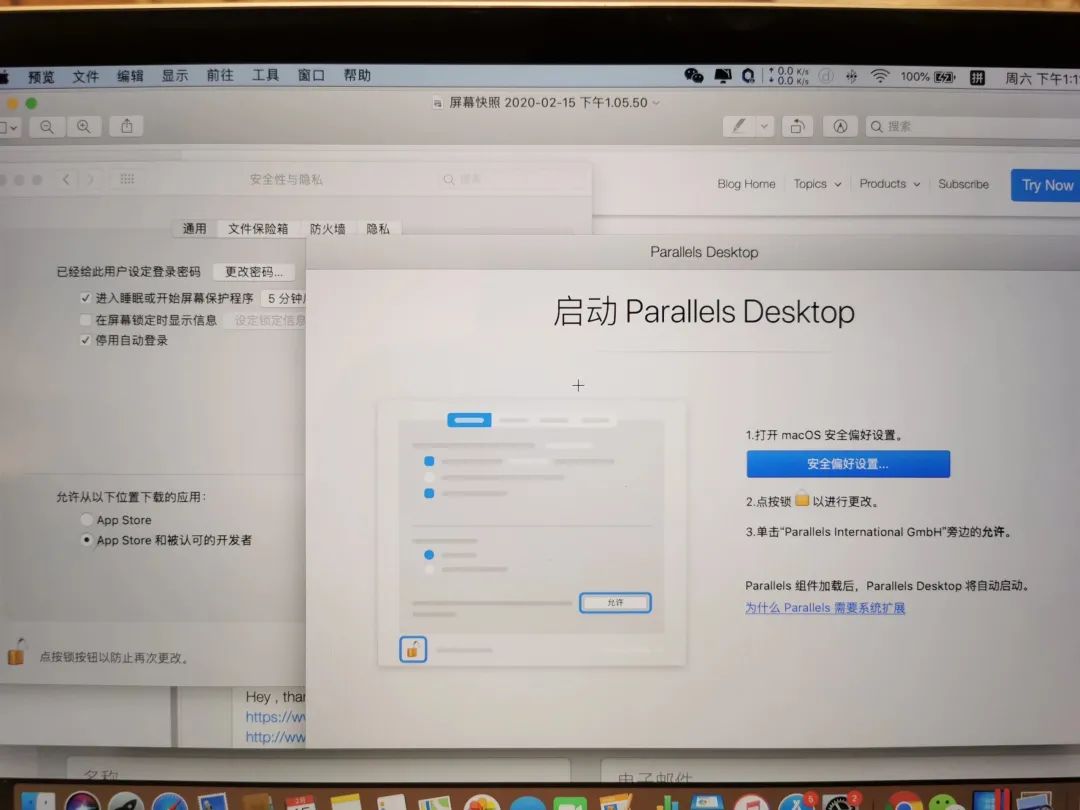 预览 文件 编辑 显示 前往 工具 窗口 帮助
0.0 K/s
0.0 K/s
100%
拼
周六 下午1:1
屏幕快照 2020-02-15 下午1.05.50
搜索
安全性与隐私
搜索
Blog Home Topics Products Subscribe Try Now
通用 文件保险箱 防火墙 隐私
Parallels Desktop
已经给此用户设定登录密码 更改密码...
启动 Parallels Desktop
进入睡眠或开始屏幕保护程序 5 分钟
在屏幕锁定时显示信息 设定锁定信息
停用自动登录
1.打开 macOS 安全偏好设置。
安全偏好设置...
允许从以下位置下载的应用：
2.点按锁 以进行更改。
App Store
3.单击“Parallels International GmbH”旁边的允许。
App Store 和被认可的开发者
Parallels 组件加载后，Parallels Desktop 将自动启动。
允许
为什么 Parallels 需要系统扩展
点按锁按钮以防止再次更改。
Hey , than
https://ww
http://ww
名称
电子邮件